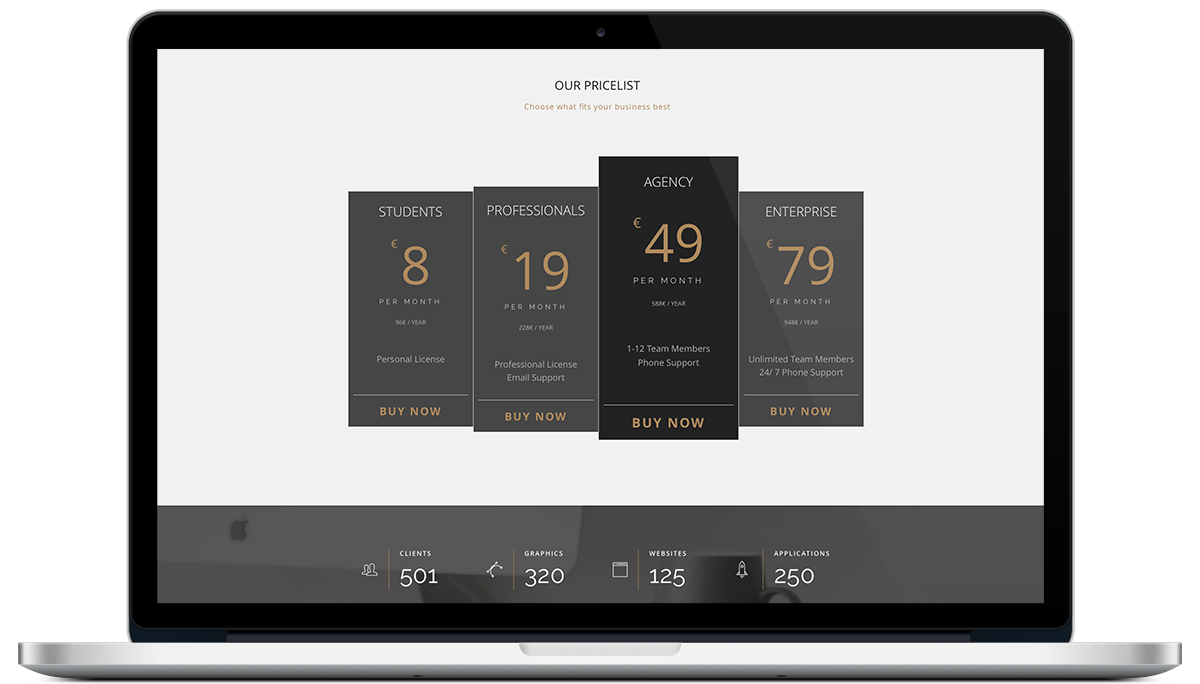 OUR PRICELIST
Choose what fits your business best
STUDENTS
€
8
PER MONTH
96€ / YEAR
Personal License
BUY NOW
PROFESSIONALS
€
19
PER MONTH
228€ / YEAR
Professional License
Email Support
BUY NOW
AGENCY
€
49
PER MONTH
588€ / YEAR
1-12 Team Members
Phone Support
BUY NOW
ENTERPRISE
€
79
PER MONTH
948€ / YEAR
Unlimited Team Members
24/ 7 Phone Support
BUY NOW
CLIENTS
501
GRAPHICS
320
WEBSITES
125
APPLICATIONS
250